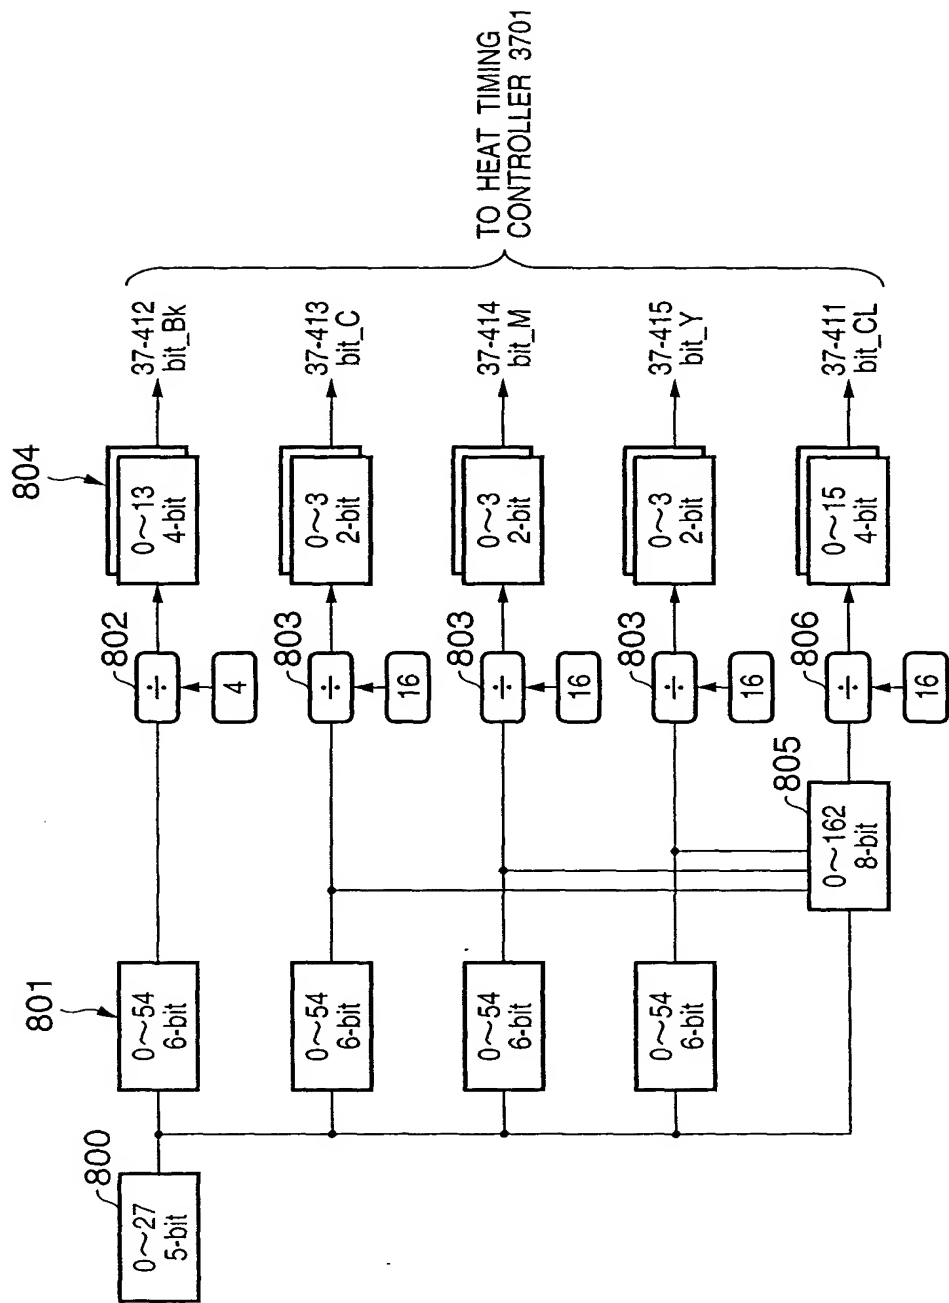 800
0~27
5-bit
801
0~54
6-bit
802
÷
4
804
0~13
4-bit
37-412
bit_Bk
0~54
6-bit
803
÷
16
0~3
2-bit
37-413
bit_C
0~54
6-bit
803
÷
16
0~3
2-bit
37-414
bit_M
0~54
6-bit
803
÷
16
0~3
2-bit
37-415
bit_Y
805
0~162
8-bit
806
÷
16
0~15
4-bit
37-411
bit_CL
TO HEAT TIMING
CONTROLLER 3701